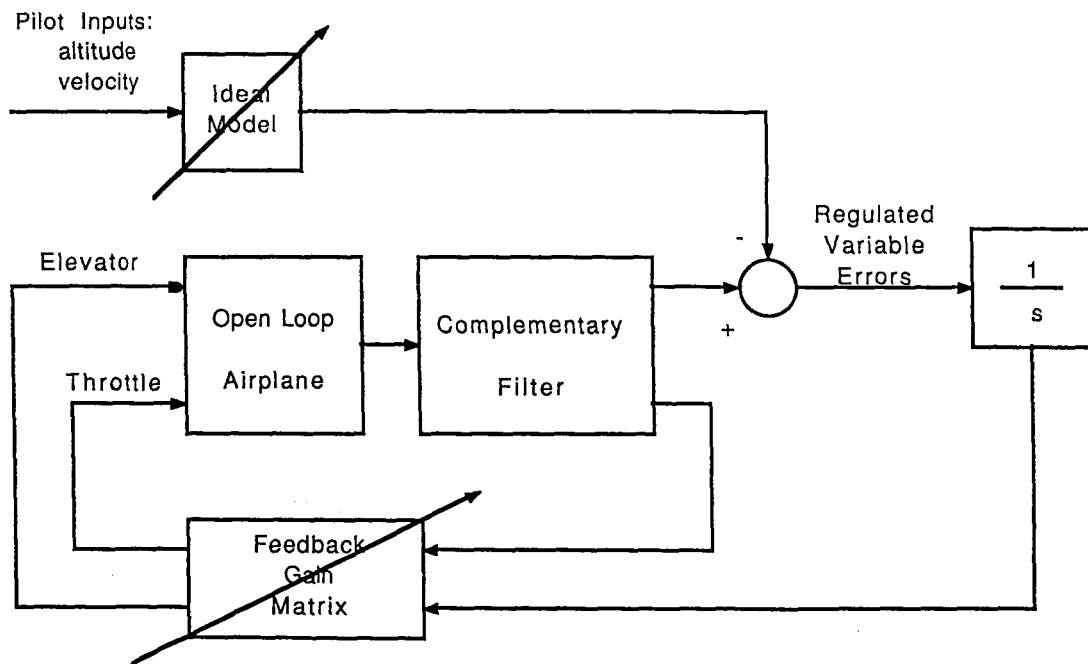 Pilot Inputs:
altitude
velocity
Ideal
Model
-
Regulated
Variable
Errors
1
s
Elevator
Open Loop
Airplane
Complementary
Filter
+
Throttle
Feedback
Gain
Matrix